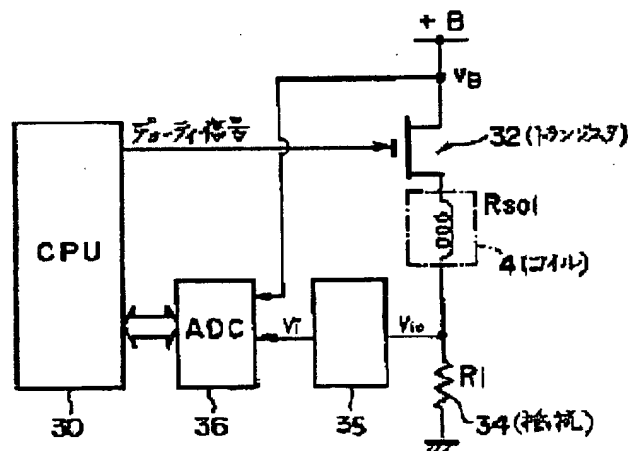 +B
VB
デューティ信号
32(トランジスタ)
Rsol
CPU
4(コイル)
ADC
Vi
Vio
RI
30
36
35
34(抵抗)